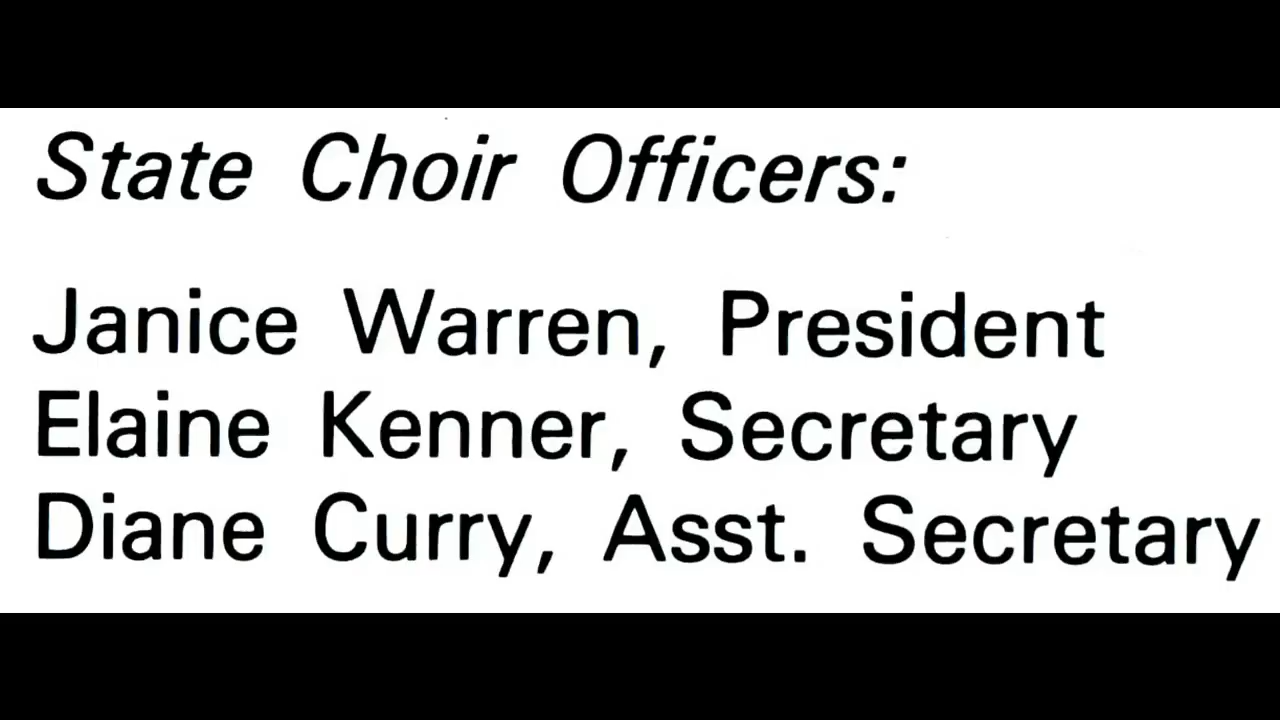 State Choir Officers:
Janice Warren, President
Elaine Kenner, Secretary
Diane Curry, Asst. Secretary